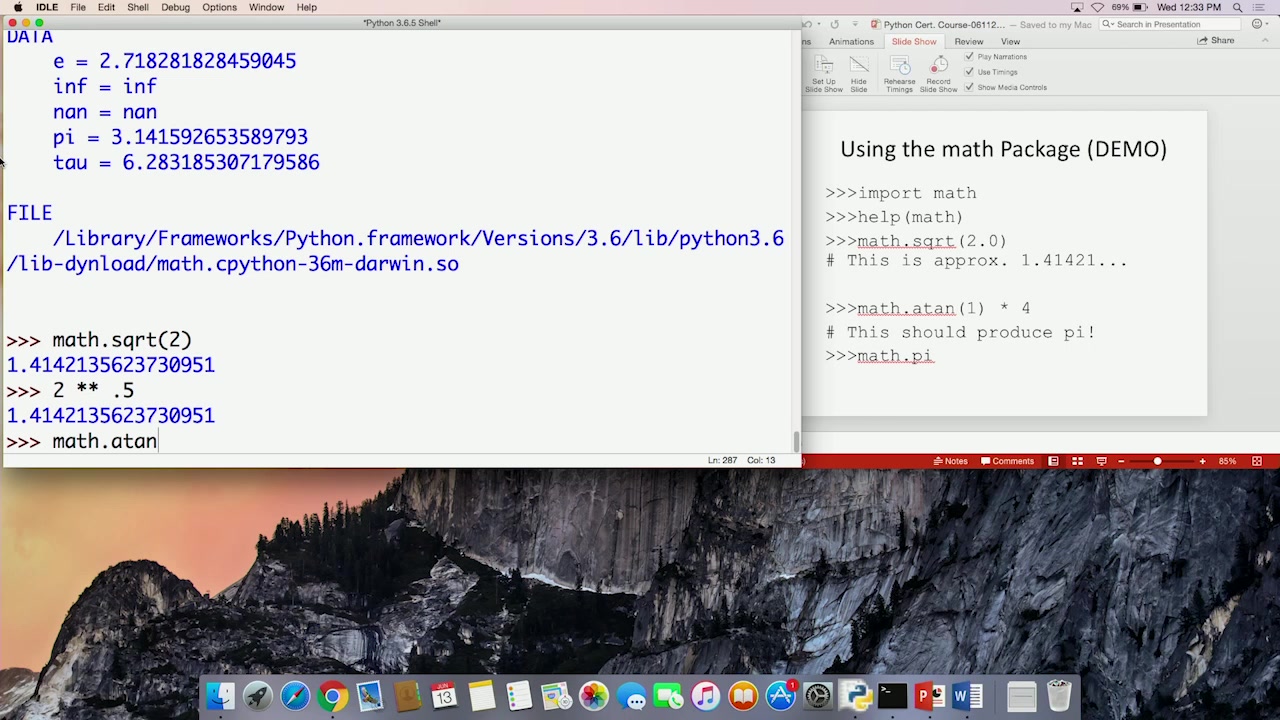 IDLE File Edit Shell Debug Options Window Help
69% Wed 12:33 PM
*Python 3.6.5 Shell*
DATA
e = 2.718281828459045
inf = inf
nan = nan
pi = 3.141592653589793
tau = 6.283185307179586
FILE
/Library/Frameworks/Python.framework/Versions/3.6/lib/python3.6
/lib-dynload/math.cpython-36m-darwin.so
>>> math.sqrt(2)
1.4142135623730951
>>> 2 ** .5
1.4142135623730951
>>> math.atan
Ln: 287 Col: 13
Python Cert. Course-06112... — Saved to my Mac
Search in Presentation
ns Animations Slide Show Review View
Share
Set Up
Slide Show
Hide
Slide
Rehearse
Timings
Record
Slide Show
Play Narrations
Use Timings
Show Media Controls
Using the math Package (DEMO)
>>>import math
>>>help(math)
>>>math.sqrt(2.0)
# This is approx. 1.41421...
>>>math.atan(1) * 4
# This should produce pi!
>>>math.pi
Notes Comments 85%
JUN
13
1